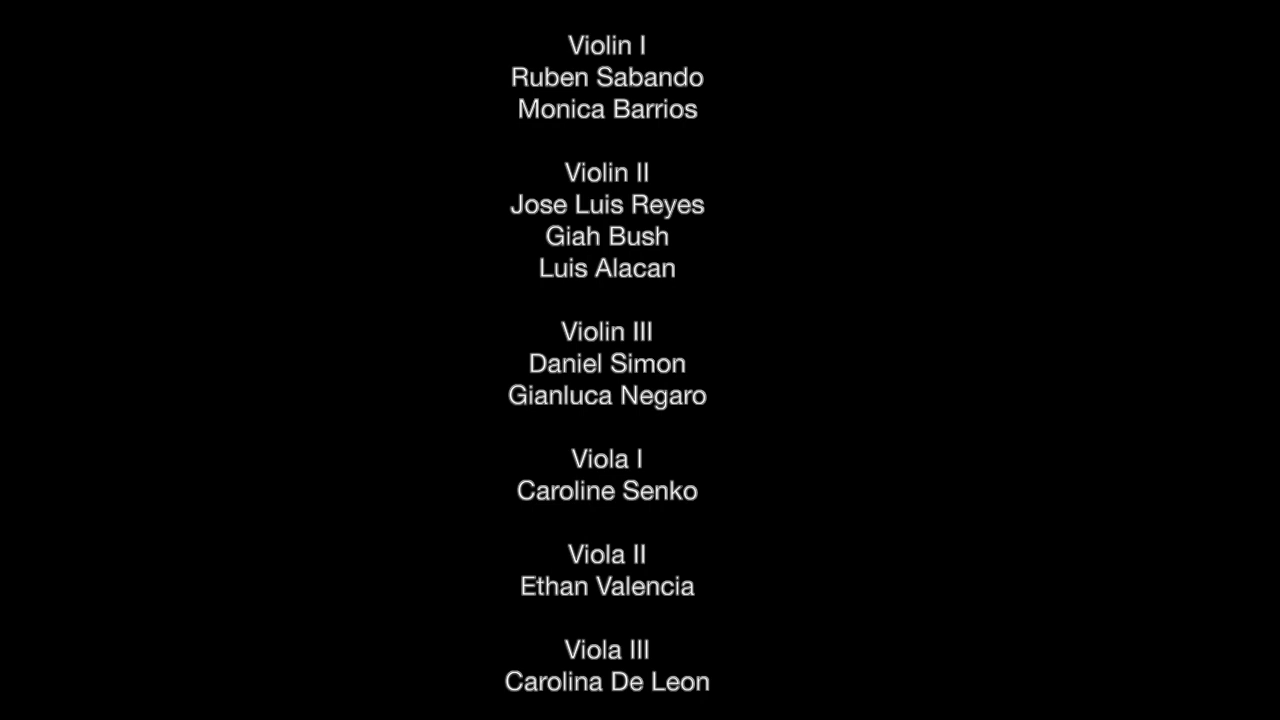 Violin I
Ruben Sabando
Monica Barrios
Violin II
Jose Luis Reyes
Giah Bush
Luis Alacan
Violin III
Daniel Simon
Gianluca Negaro
Viola I
Caroline Senko
Viola II
Ethan Valencia
Viola III
Carolina De Leon